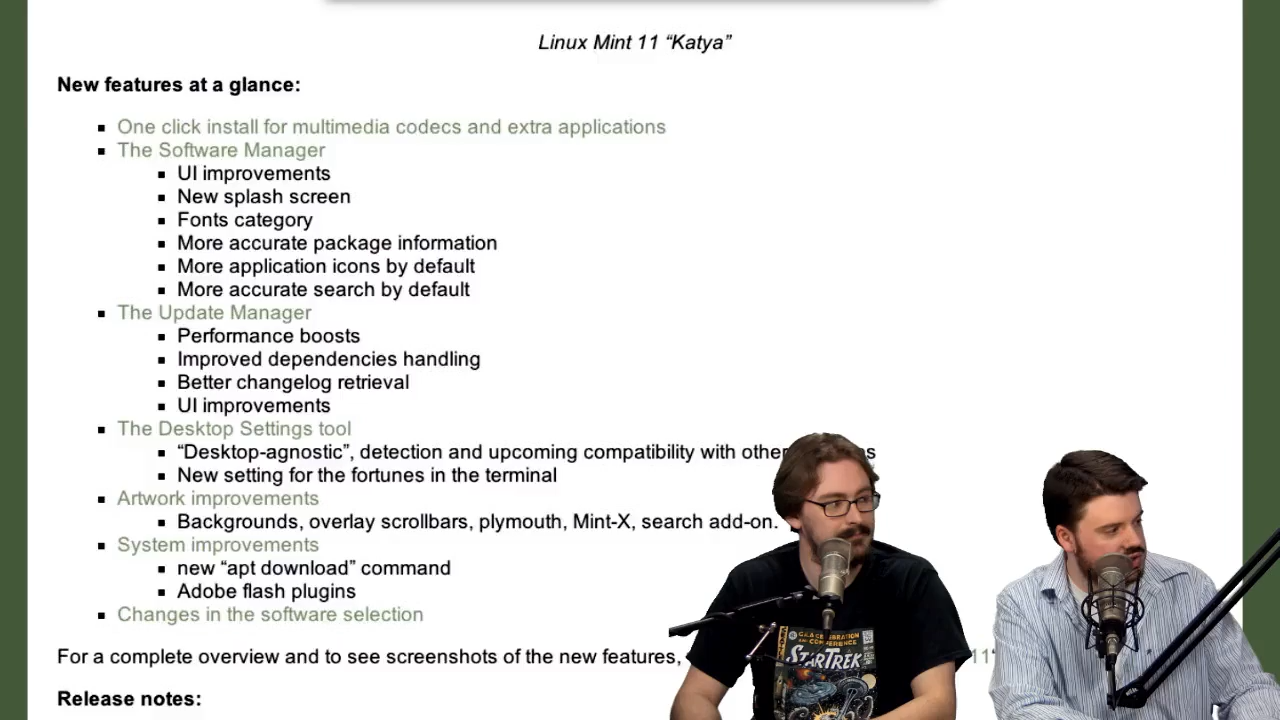 Linux Mint 11 “Katya”
New features at a glance:
One click install for multimedia codecs and extra applications
The Software Manager
UI improvements
New splash screen
Fonts category
More accurate package information
More application icons by default
More accurate search by default
The Update Manager
Performance boosts
Improved dependencies handling
Better changelog retrieval
UI improvements
The Desktop Settings tool
“Desktop-agnostic”, detection and upcoming compatibility with other
New setting for the fortunes in the terminal
Artwork improvements
Backgrounds, overlay scrollbars, plymouth, Mint-X, search add-on.
System improvements
new “apt download” command
Adobe flash plugins
Changes in the software selection
For a complete overview and to see screenshots of the new features, 11“
Release notes:
STAR TREK